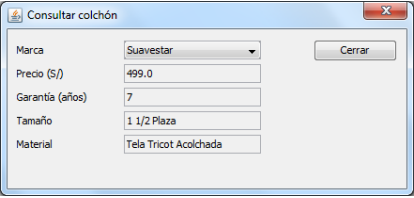 Consultar colchón
Marca Suavestar Cerrar
Precio (S/) 499.0
Garantía (años) 7
Tamaño 1 1/2 Plaza
Material Tela Tricot Acolchada